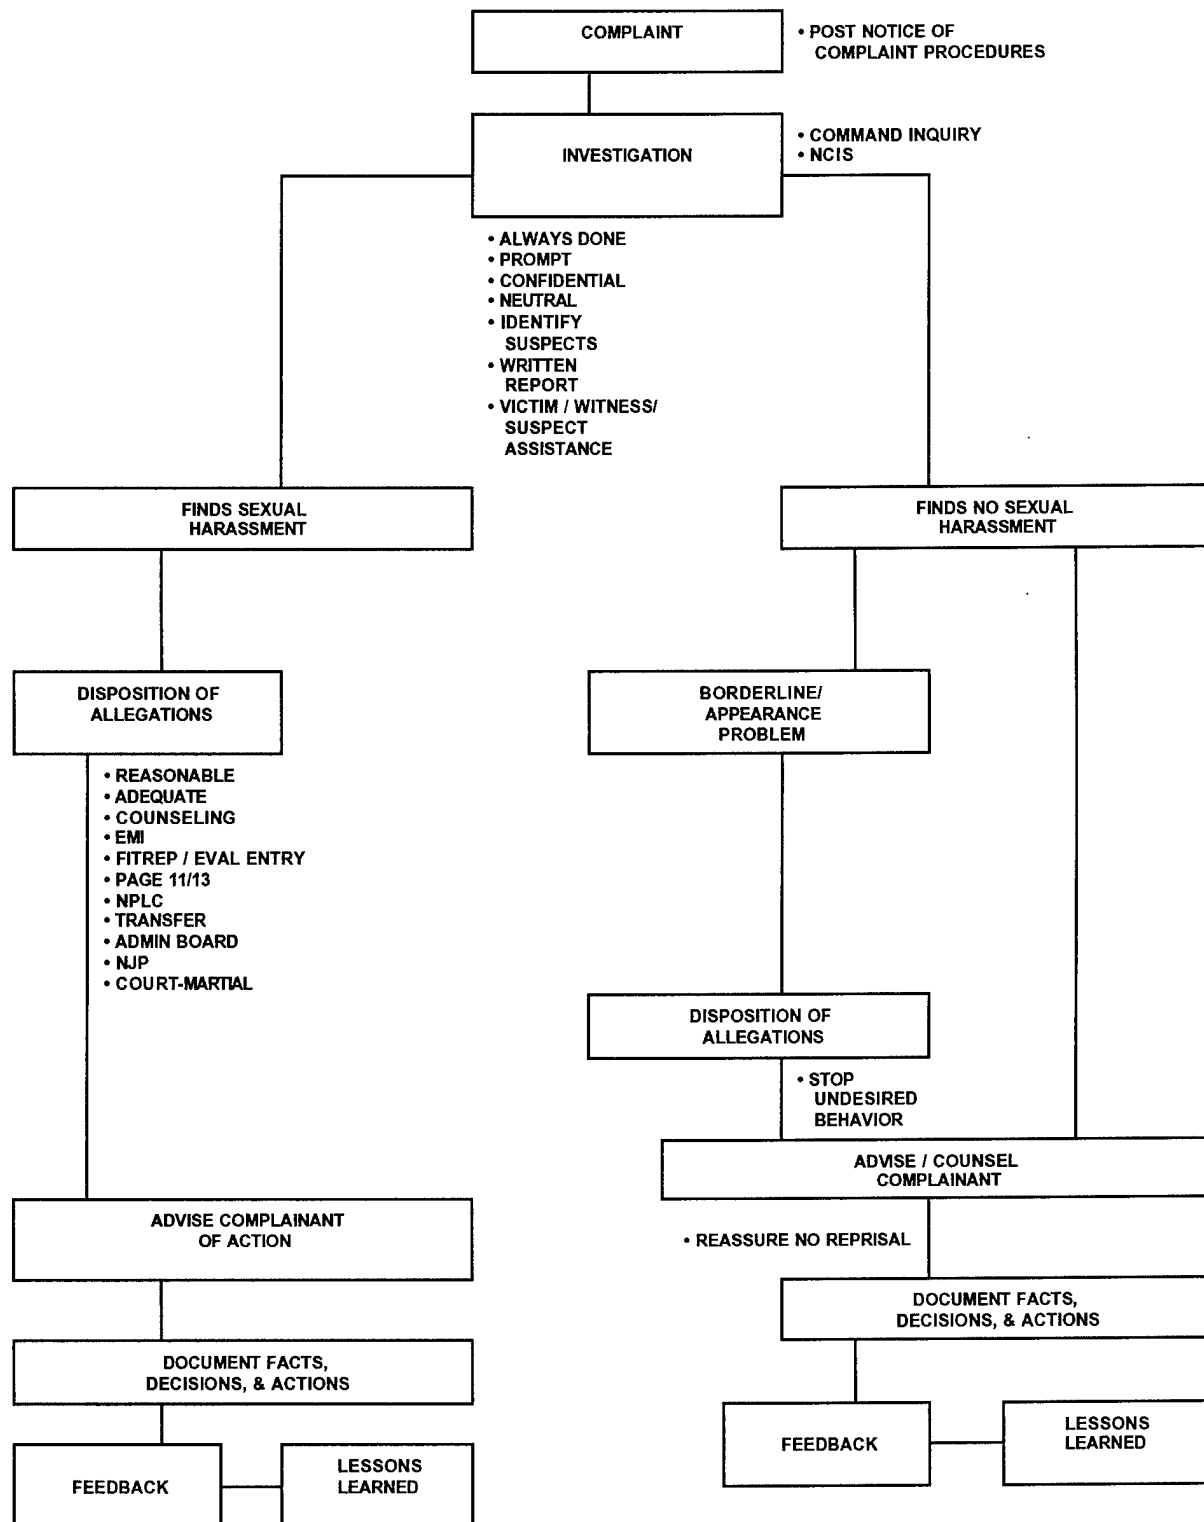 COMPLAINT
• POST NOTICE OF
COMPLAINT PROCEDURES
INVESTIGATION
• COMMAND INQUIRY
• NCIS
• ALWAYS DONE
• PROMPT
• CONFIDENTIAL
• NEUTRAL
• IDENTIFY
SUSPECTS
• WRITTEN
REPORT
• VICTIM / WITNESS/
SUSPECT
ASSISTANCE
FINDS SEXUAL
HARASSMENT
FINDS NO SEXUAL
HARASSMENT
DISPOSITION OF
ALLEGATIONS
• REASONABLE
• ADEQUATE
• COUNSELING
• EMI
• FITREP / EVAL ENTRY
• PAGE 11/13
• NPLC
• TRANSFER
• ADMIN BOARD
• NJP
• COURT-MARTIAL
BORDERLINE/
APPEARANCE
PROBLEM
DISPOSITION OF
ALLEGATIONS
• STOP
UNDESIRED
BEHAVIOR
ADVISE / COUNSEL
COMPLAINANT
ADVISE COMPLAINANT
OF ACTION
• REASSURE NO REPRISAL
DOCUMENT FACTS,
DECISIONS, & ACTIONS
DOCUMENT FACTS,
DECISIONS, & ACTIONS
FEEDBACK
LESSONS
LEARNED
FEEDBACK
LESSONS
LEARNED